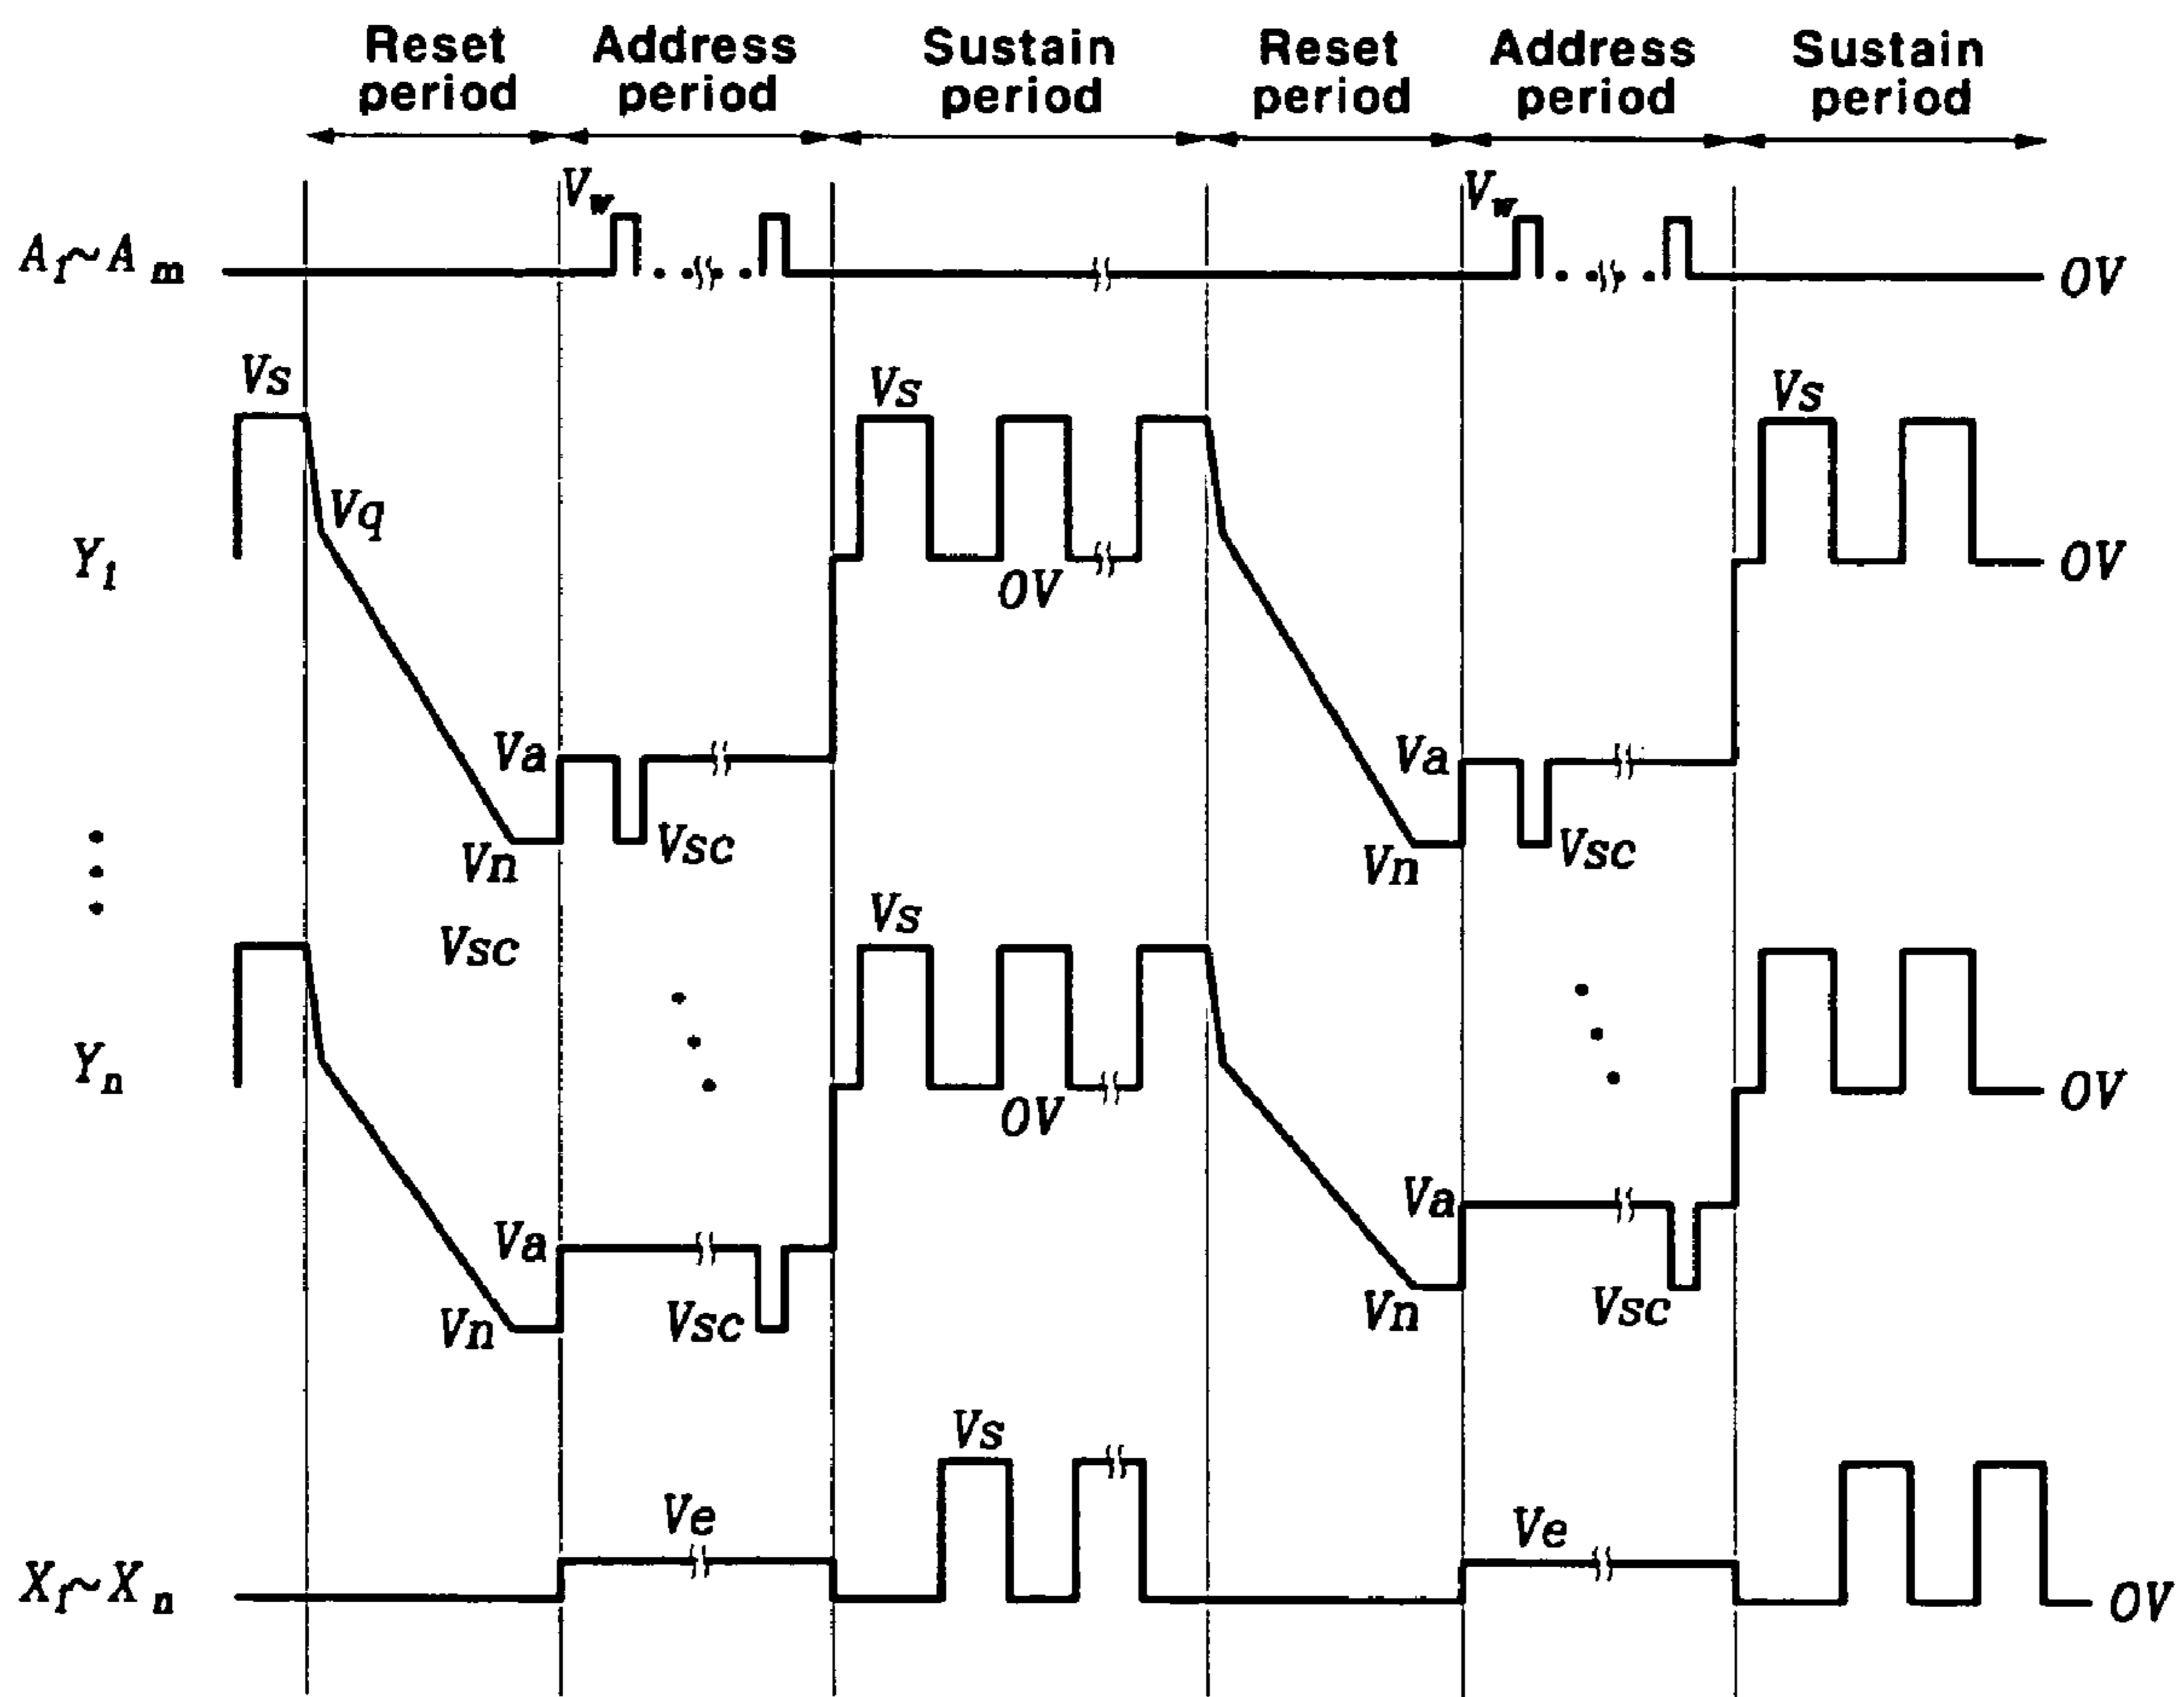 Reset period
Address period
Sustain period
Reset period
Address period
Sustain period
Vw
Vw
A1~Am
0V
Vs
Vs
Vs
Vq
Y1
0V
0V
Va
Va
Vn
Vsc
Vn
Vsc
Vs
Vsc
Yn
0V
0V
Va
Va
Vn
Vsc
Vn
Vsc
Vs
Ve
Ve
X1~Xn
0V